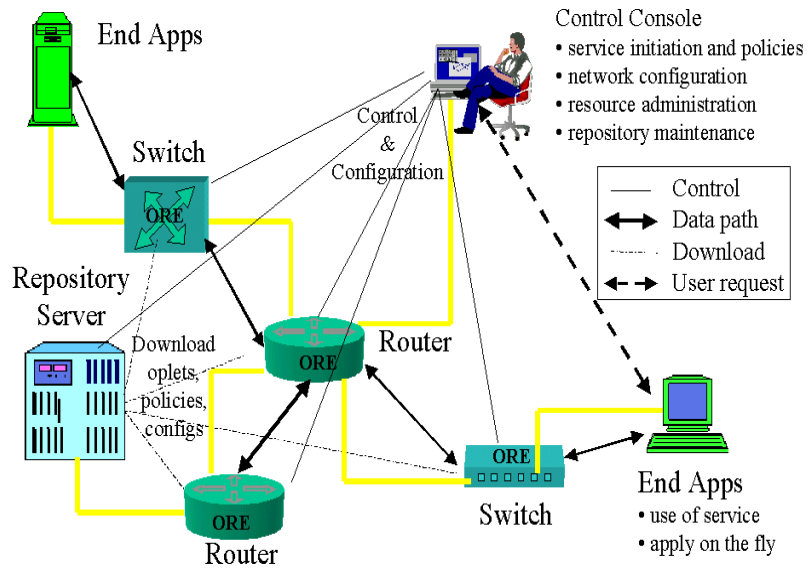 End Apps
Control Console
• service initiation and policies
• network configuration
• resource administration
• repository maintenance
Control
&
Configuration
Switch
ORE
Control
Data path
Download
User request
Repository
Server
Download
oplets,
policies,
configs
Router
ORE
ORE
Switch
ORE
Router
End Apps
• use of service
• apply on the fly